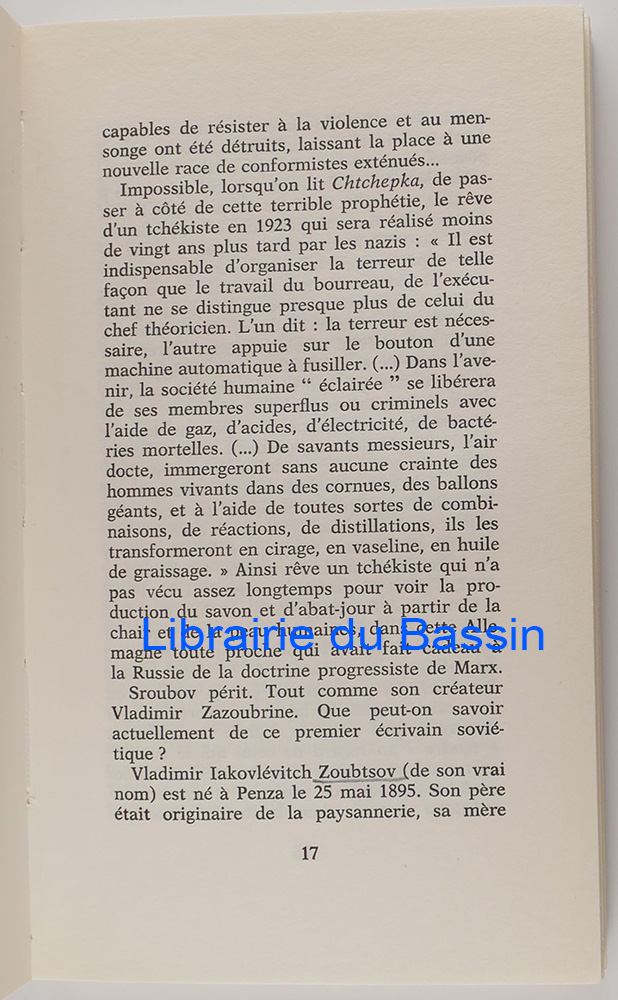 capables de résister à la violence et au men-
songe ont été détruits, laissant la place à une
nouvelle race de conformistes exténués...
Impossible, lorsqu'on lit Chtchepka, de pas-
ser à côté de cette terrible prophétie, le rêve
d'un tchékiste en 1923 qui sera réalisé moins
de vingt ans plus tard par les nazis : « Il est
indispensable d'organiser la terreur de telle
façon que le travail du bourreau, de l'exécu-
tant ne se distingue presque plus de celui du
chef théoricien. L'un dit : la terreur est néces-
saire, l'autre appuie sur le bouton d'une
machine automatique à fusiller. (...) Dans l'ave-
nir, la société humaine “ éclairée ” se libérera
de ses membres superflus ou criminels avec
l'aide de gaz, d'acides, d'électricité, de bacté-
ries mortelles. (...) De savants messieurs, l'air
docte, immergeront sans aucune crainte des
hommes vivants dans des cornues, des ballons
géants, et à l'aide de toutes sortes de combi-
naisons, de réactions, de distillations, ils les
transformeront en cirage, en vaseline, en huile
de graissage. » Ainsi rêve un tchékiste qui n'a
pas vécu assez longtemps pour voir la pro-
duction du savon et d'abat-jour à partir de la
chair et de la peau humaines, dans cette Alle-
Librairie du Bassin
magne toute proche qui avait fait cadeau à
la Russie de la doctrine progressiste de Marx.
Sroubov périt. Tout comme son créateur
Vladimir Zazoubrine. Que peut-on savoir
actuellement de ce premier écrivain sovié-
tique ?
Vladimir Iakovlévitch Zoubtsov (de son vrai
nom) est né à Penza le 25 mai 1895. Son père
était originaire de la paysannerie, sa mère
17